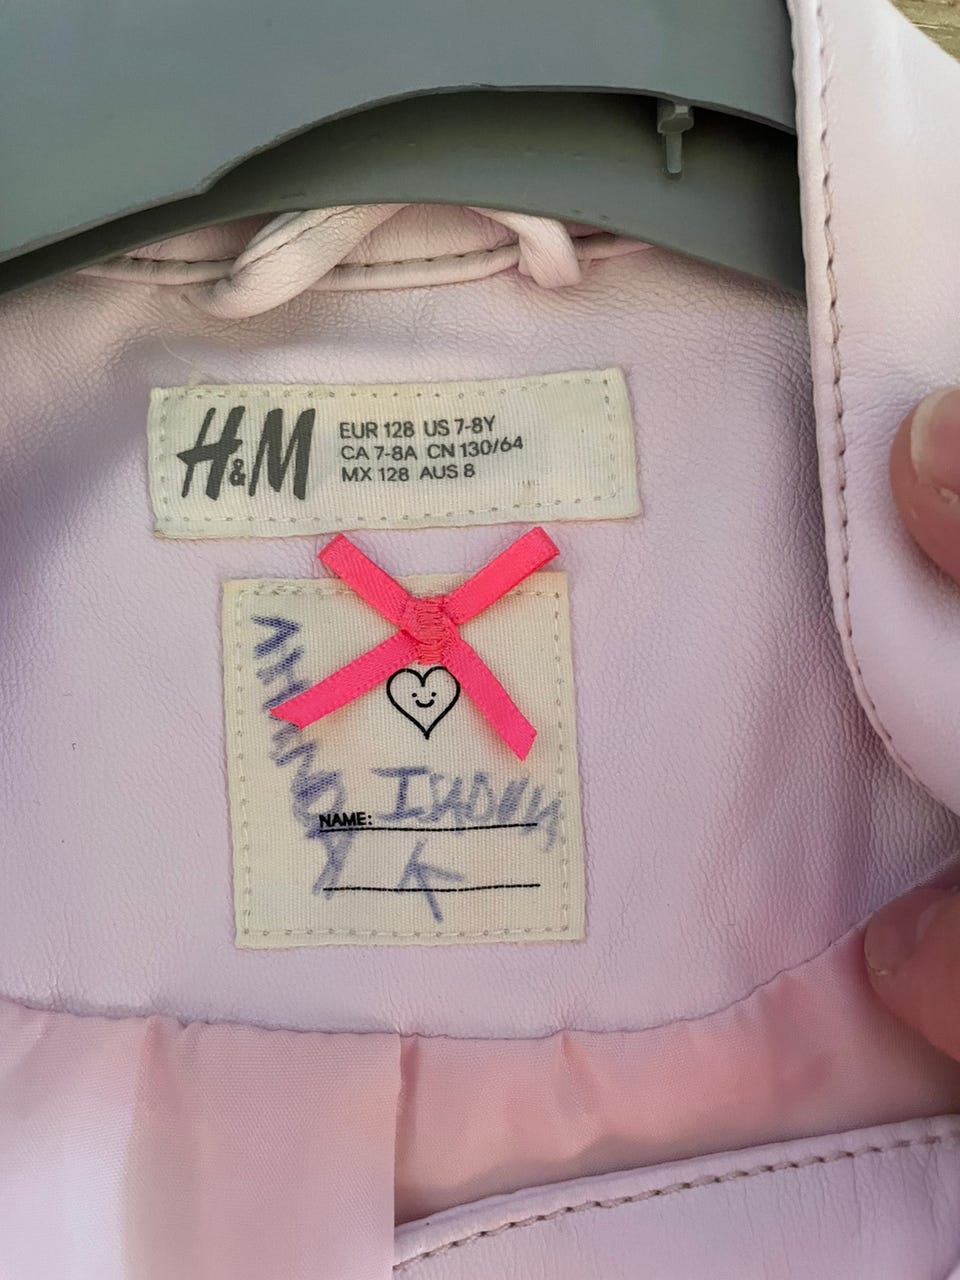 H&M
EUR 128 US 7-8Y
CA 7-8A CN 130/64
MX 128 AUS 8
NAME:
K